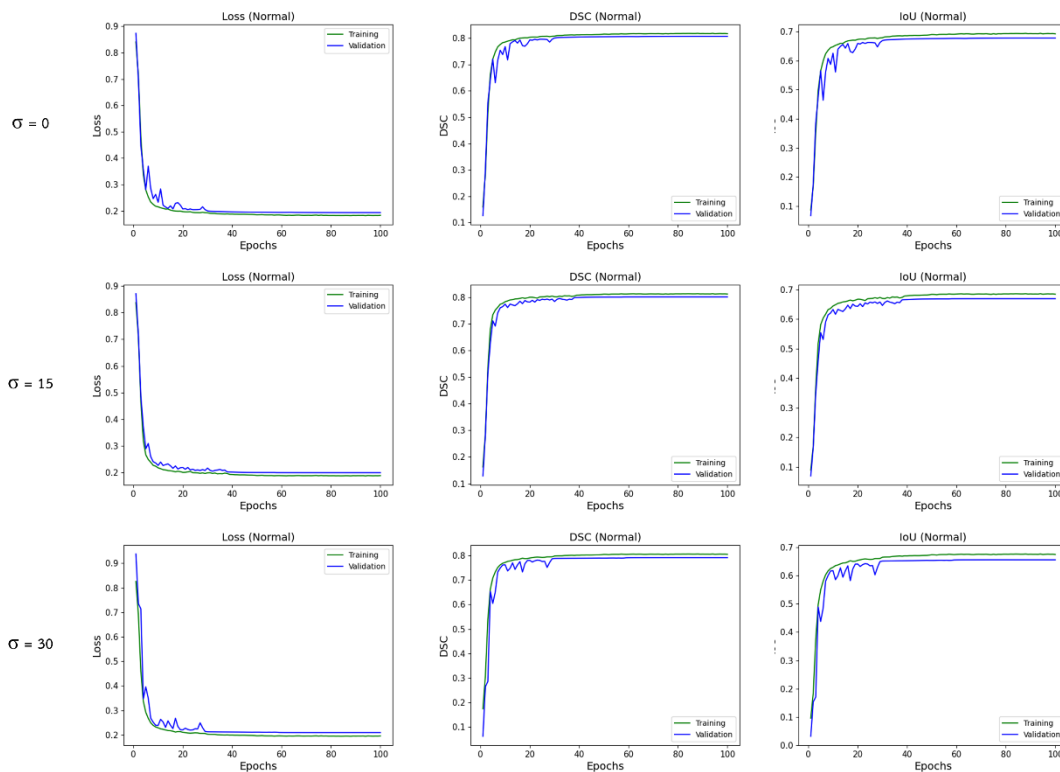 Loss (Normal)
DSC (Normal)
IoU (Normal)
σ = 0
Loss
0.9
0.8
0.7
0.6
0.5
0.4
0.3
0.2
Training
Validation
0 20 40 60 80 100
Epochs
DSC
0.8
0.7
0.6
0.5
0.4
0.3
0.2
0.1
Training
Validation
0 20 40 60 80 100
Epochs
0.7
0.6
0.5
0.4
0.3
0.2
0.1
Training
Validation
0 20 40 60 80 100
Epochs
Loss (Normal)
DSC (Normal)
IoU (Normal)
σ = 15
Loss
0.9
0.8
0.7
0.6
0.5
0.4
0.3
0.2
Training
Validation
0 20 40 60 80 100
Epochs
DSC
0.8
0.7
0.6
0.5
0.4
0.3
0.2
0.1
Training
Validation
0 20 40 60 80 100
Epochs
0.7
0.6
0.5
0.4
0.3
0.2
0.1
Training
Validation
0 20 40 60 80 100
Epochs
Loss (Normal)
DSC (Normal)
IoU (Normal)
σ = 30
Loss
0.9
0.8
0.7
0.6
0.5
0.4
0.3
0.2
Training
Validation
0 20 40 60 80 100
Epochs
DSC
0.8
0.7
0.6
0.5
0.4
0.3
0.2
0.1
Training
Validation
0 20 40 60 80 100
Epochs
0.7
0.6
0.5
0.4
0.3
0.2
0.1
0.0
Training
Validation
0 20 40 60 80 100
Epochs